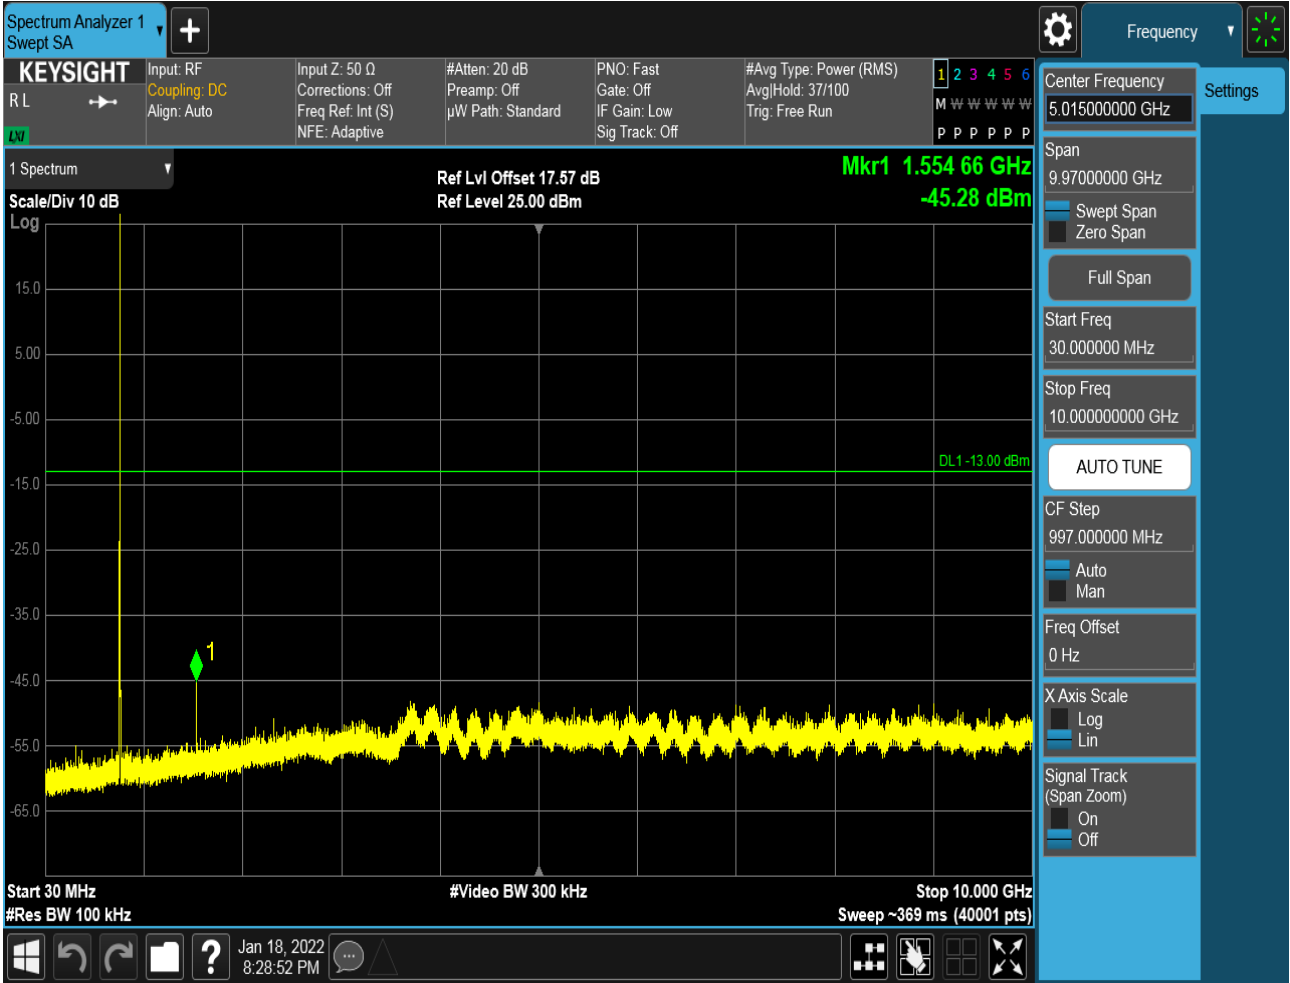 Spectrum Analyzer 1
Swept SA
Frequency
KEYSIGHT
R L
LXI
Input: RF
Coupling: DC
Align: Auto
Input Z: 50 Ω
Corrections: Off
Freq Ref: Int (S)
NFE: Adaptive
#Atten: 20 dB
Preamp: Off
µW Path: Standard
PNO: Fast
Gate: Off
IF Gain: Low
Sig Track: Off
#Avg Type: Power (RMS)
Avg|Hold: 37/100
Trig: Free Run
1 2 3 4 5 6
M W W W W W
P P P P P P
1 Spectrum
Scale/Div 10 dB
Log
Ref Lvl Offset 17.57 dB
Ref Level 25.00 dBm
Mkr1 1.554 66 GHz
-45.28 dBm
15.0
5.00
-5.00
DL1 -13.00 dBm
-15.0
-25.0
-35.0
1
-45.0
-55.0
-65.0
Start 30 MHz
#Video BW 300 kHz
Stop 10.000 GHz
#Res BW 100 kHz
Sweep ~369 ms (40001 pts)
?
Jan 18, 2022
8:28:52 PM
Center Frequency
5.015000000 GHz
Settings
Span
9.97000000 GHz
Swept Span
Zero Span
Full Span
Start Freq
30.000000 MHz
Stop Freq
10.000000000 GHz
AUTO TUNE
CF Step
997.000000 MHz
Auto
Man
Freq Offset
0 Hz
X Axis Scale
Log
Lin
Signal Track
(Span Zoom)
On
Off